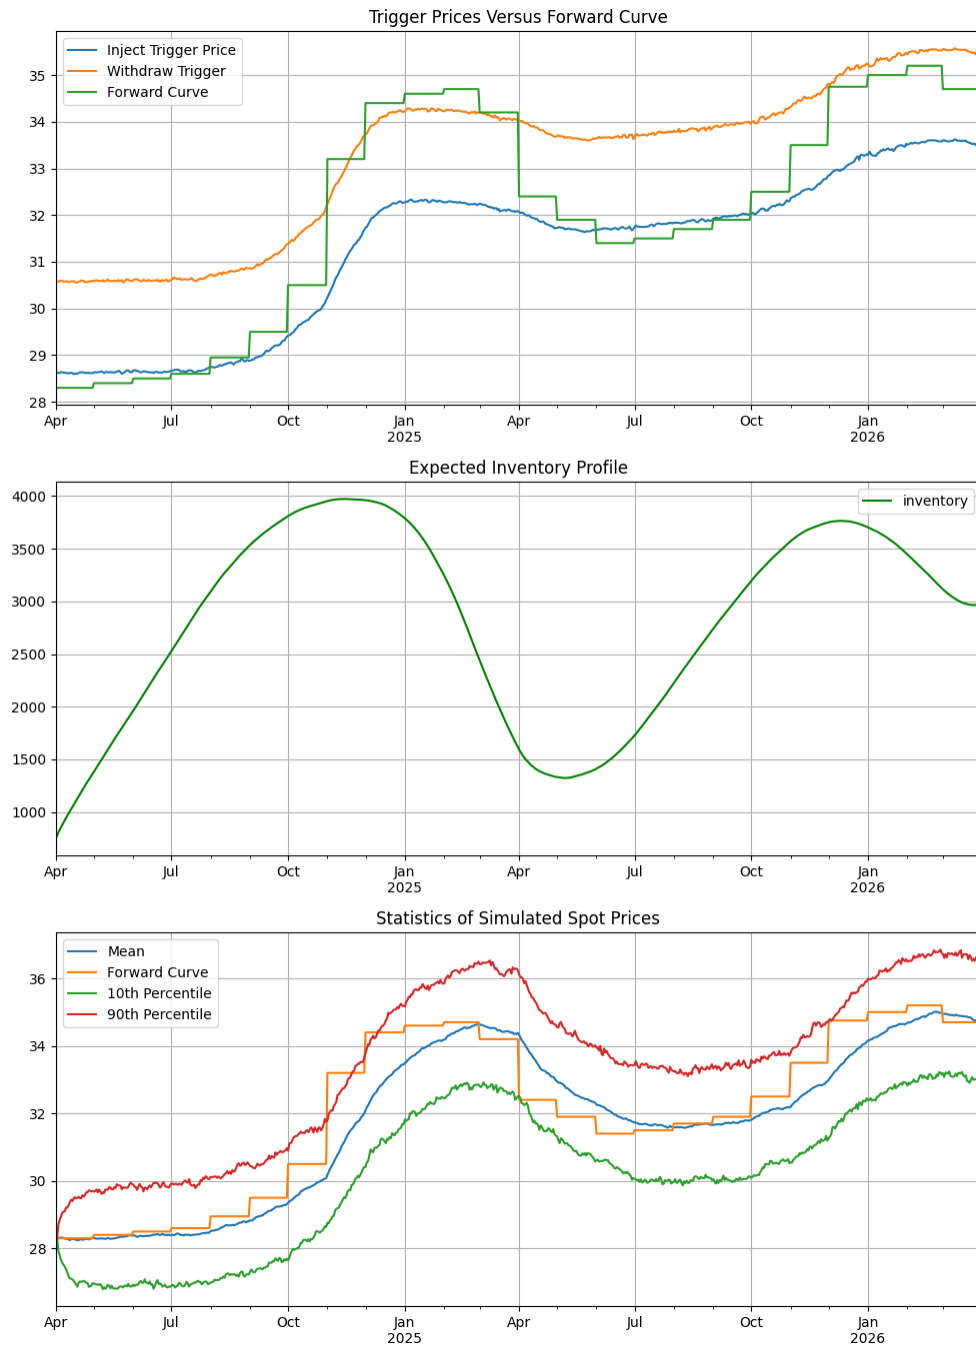 Trigger Prices Versus Forward Curve
Inject Trigger Price
Withdraw Trigger
Forward Curve
35
34
33
32
31
30
29
28
Apr Jul Oct Jan Apr Jul Oct Jan
2025 2026
Expected Inventory Profile
inventory
4000
3500
3000
2500
2000
1500
1000
Apr Jul Oct Jan Apr Jul Oct Jan
2025 2026
Statistics of Simulated Spot Prices
Mean
Forward Curve
10th Percentile
90th Percentile
36
34
32
30
28
Apr Jul Oct Jan Apr Jul Oct Jan
2025 2026